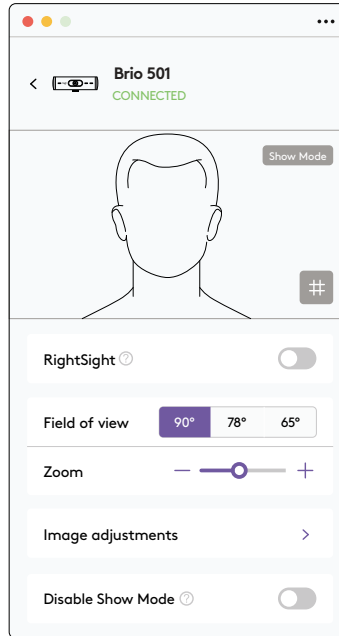 Brio 501
CONNECTED
Show Mode
RightSight ?
Field of view 90° 78° 65°
Zoom
Image adjustments
Disable Show Mode ?